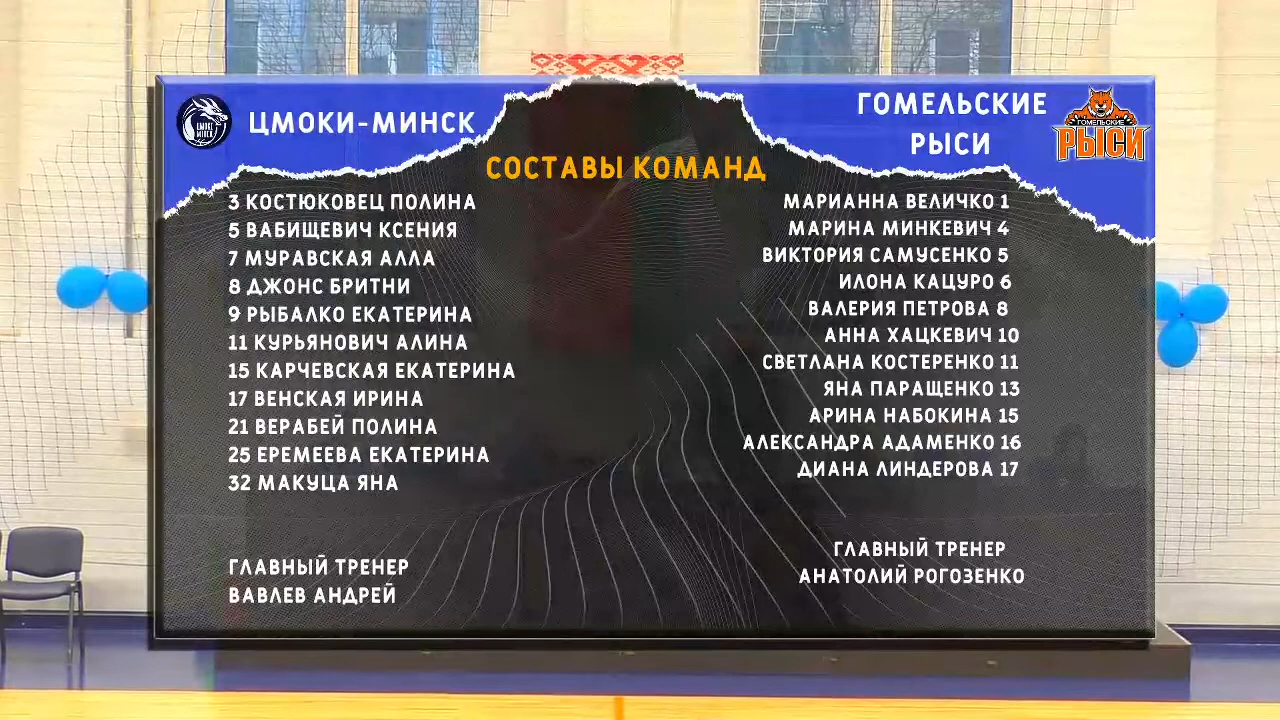 ЦМОКИ-МИНСК
ГОМЕЛЬСКИЕ
РЫСИ
ГОМЕЛЬСКИЕ
РЫСИ
СОСТАВЫ КОМАНД
3 КОСТЮКОВЕЦ ПОЛИНА
5 ВАБИЩЕВИЧ КСЕНИЯ
7 МУРАВСКАЯ АЛЛА
8 ДЖОНС БРИТНИ
9 РЫБАЛКО ЕКАТЕРИНА
11 КУРЬЯНОВИЧ АЛИНА
15 КАРЧЕВСКАЯ ЕКАТЕРИНА
17 ВЕНСКАЯ ИРИНА
21 ВЕРАБЕЙ ПОЛИНА
25 ЕРЕМЕЕВА ЕКАТЕРИНА
32 МАКУЦА ЯНА
ГЛАВНЫЙ ТРЕНЕР
ВАВЛЕВ АНДРЕЙ
МАРИАННА ВЕЛИЧКО 1
МАРИНА МИНКЕВИЧ 4
ВИКТОРИЯ САМУСЕНКО 5
ИЛОНА КАЦУРО 6
ВАЛЕРИЯ ПЕТРОВА 8
АННА ХАЦКЕВИЧ 10
СВЕТЛАНА КОСТЕРЕНКО 11
ЯНА ПАРАЩЕНКО 13
АРИНА НАБОКИНА 15
АЛЕКСАНДРА АДАМЕНКО 16
ДИАНА ЛИНДЕРОВА 17
ГЛАВНЫЙ ТРЕНЕР
АНАТОЛИЙ РОГОЗЕНКО